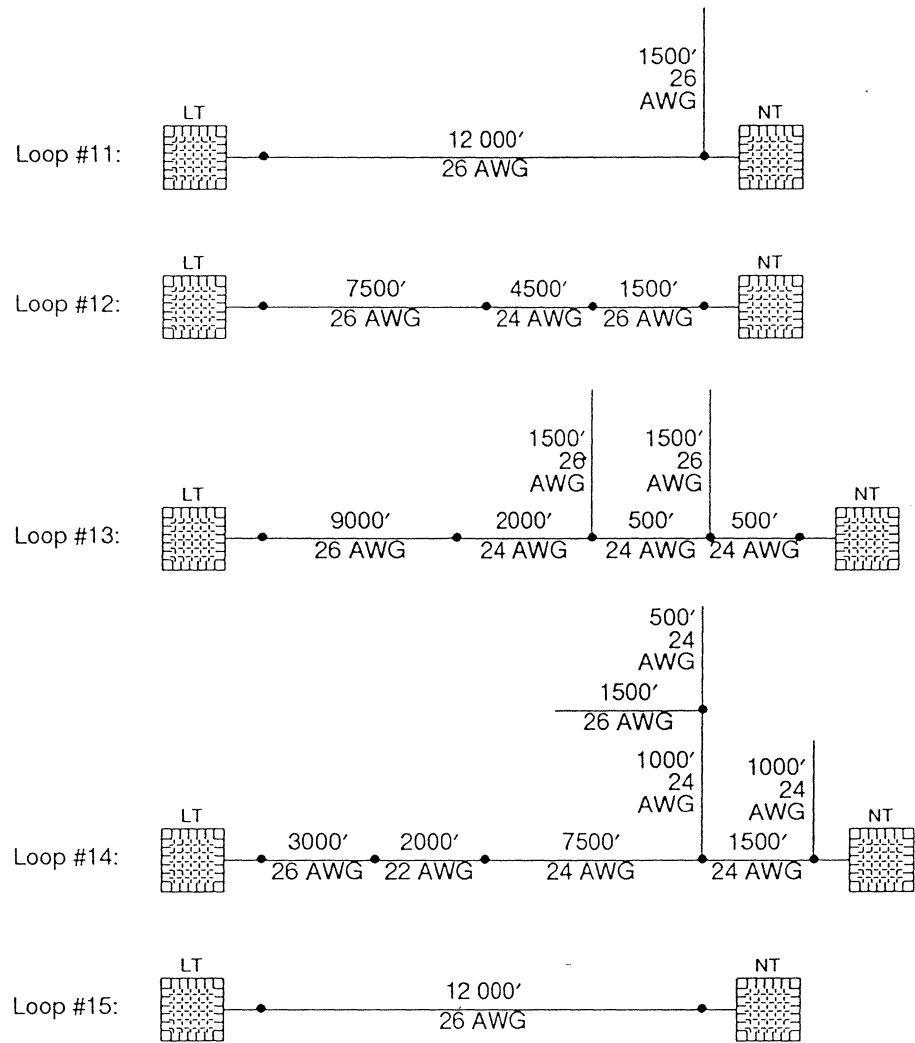 1500'
26
AWG
LT
NT
Loop #11:
12 000'
26 AWG
LT
NT
Loop #12:
7500'
4500'
1500'
26 AWG
24 AWG
26 AWG
1500'
26
AWG
1500'
26
AWG
LT
NT
Loop #13:
9000'
2000'
500'
500'
26 AWG
24 AWG
24 AWG
24 AWG
500'
24
AWG
1500'
26 AWG
1000'
24
AWG
1000'
24
AWG
LT
NT
Loop #14:
3000'
2000'
7500'
1500'
26 AWG
22 AWG
24 AWG
24 AWG
LT
NT
Loop #15:
12 000'
26 AWG